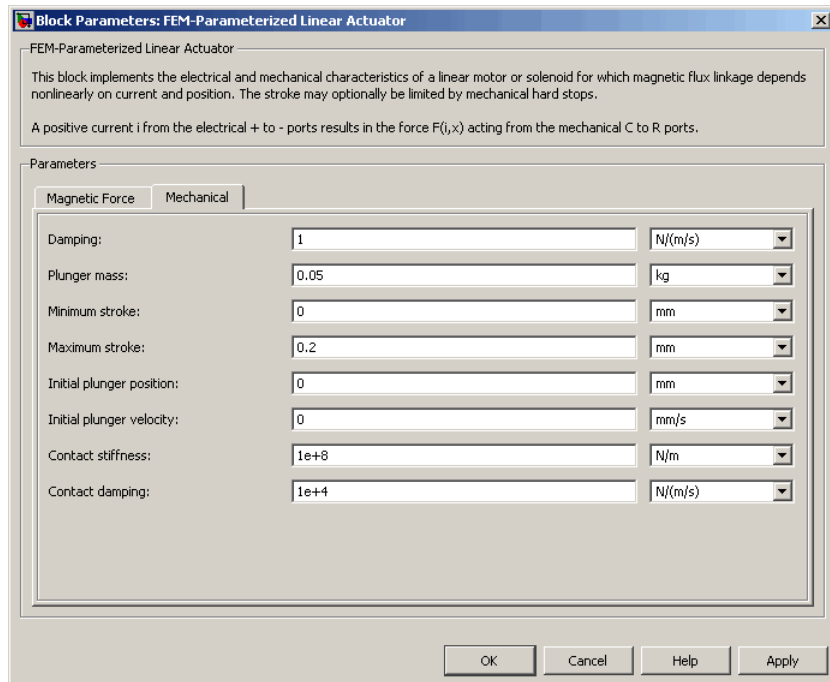 Block Parameters: FEM-Parameterized Linear Actuator
FEM-Parameterized Linear Actuator
This block implements the electrical and mechanical characteristics of a linear motor or solenoid for which magnetic flux linkage depends
nonlinearly on current and position. The stroke may optionally be limited by mechanical hard stops.
A positive current i from the electrical + to - ports results in the force F(i,x) acting from the mechanical C to R ports.
Parameters
Magnetic Force Mechanical
Damping: 1 N/(m/s)
Plunger mass: 0.05 kg
Minimum stroke: 0 mm
Maximum stroke: 0.2 mm
Initial plunger position: 0 mm
Initial plunger velocity: 0 mm/s
Contact stiffness: 1e+8 N/m
Contact damping: 1e+4 N/(m/s)
OK Cancel Help Apply